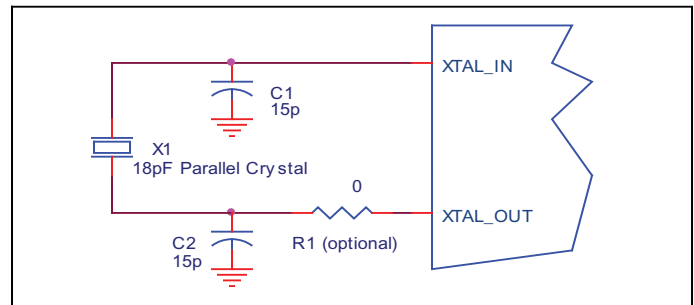 XTAL_IN
C1
15p
X1
18pF Parallel Crystal
0
XTAL_OUT
C2
15p
R1 (optional)